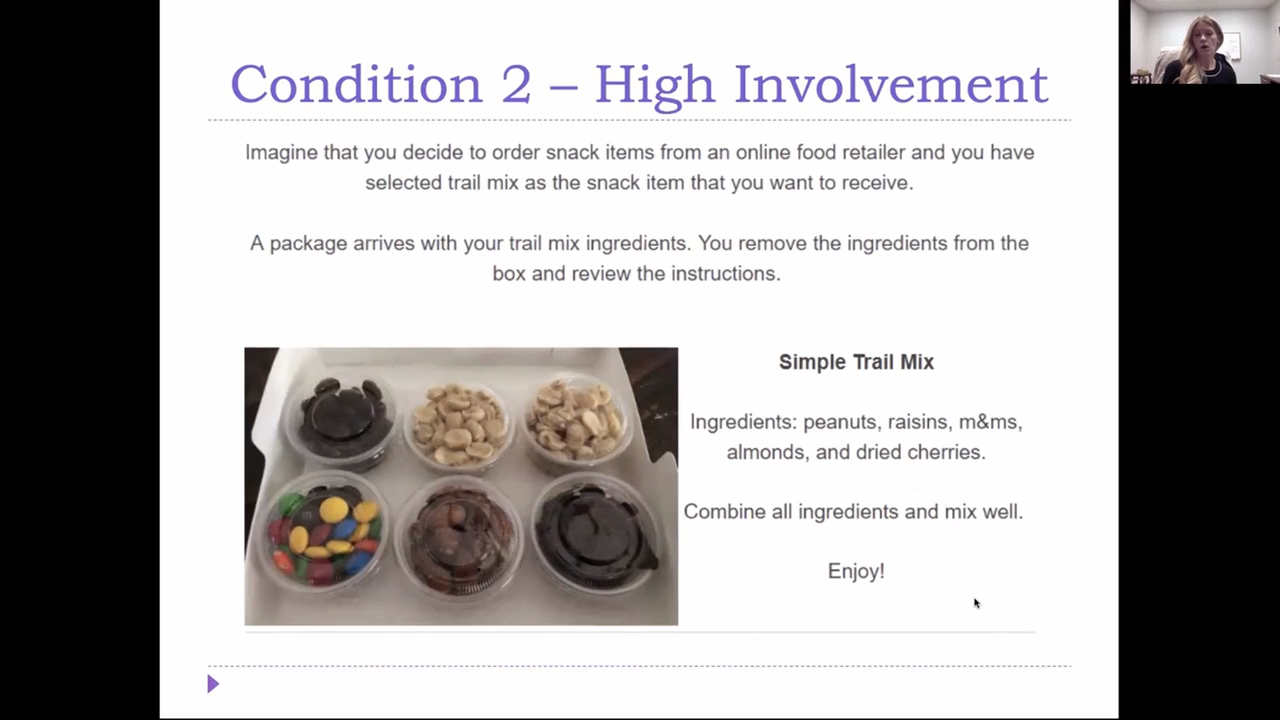 Condition 2 – High Involvement
Imagine that you decide to order snack items from an online food retailer and you have
selected trail mix as the snack item that you want to receive.
A package arrives with your trail mix ingredients. You remove the ingredients from the
box and review the instructions.
Simple Trail Mix
Ingredients: peanuts, raisins, m&ms,
almonds, and dried cherries.
Combine all ingredients and mix well.
Enjoy!